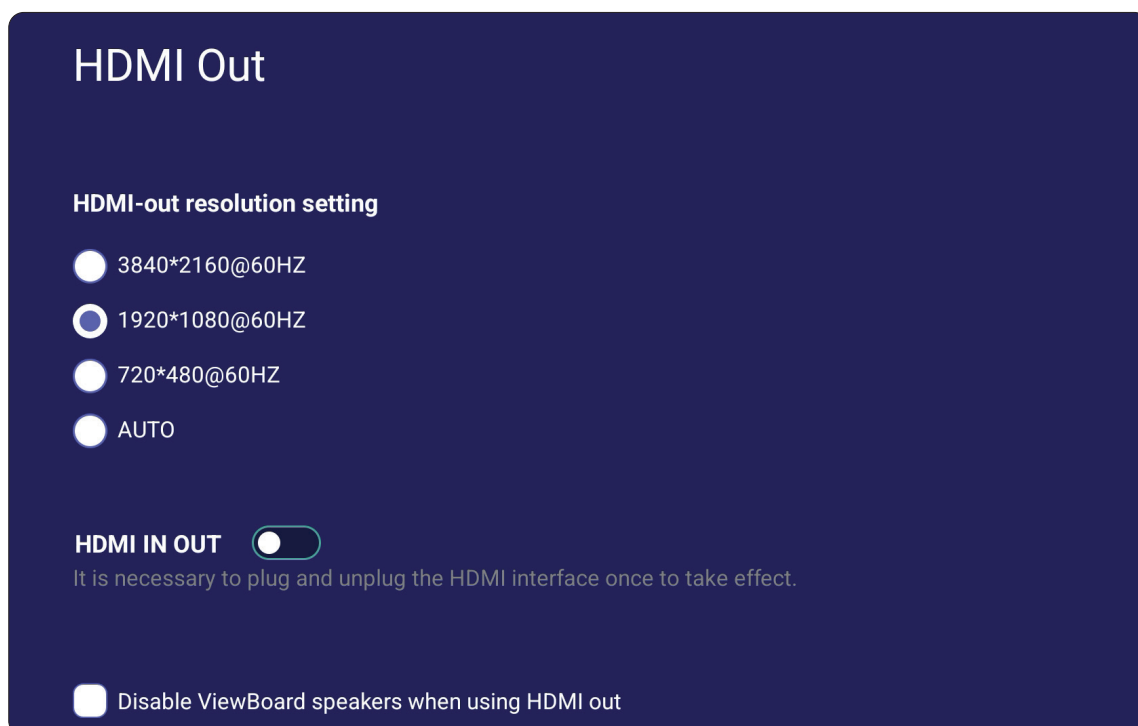 HDMI Out
HDMI-out resolution setting
3840*2160@60HZ
1920*1080@60HZ
720*480@60HZ
AUTO
HDMI IN OUT
It is necessary to plug and unplug the HDMI interface once to take effect.
Disable ViewBoard speakers when using HDMI out